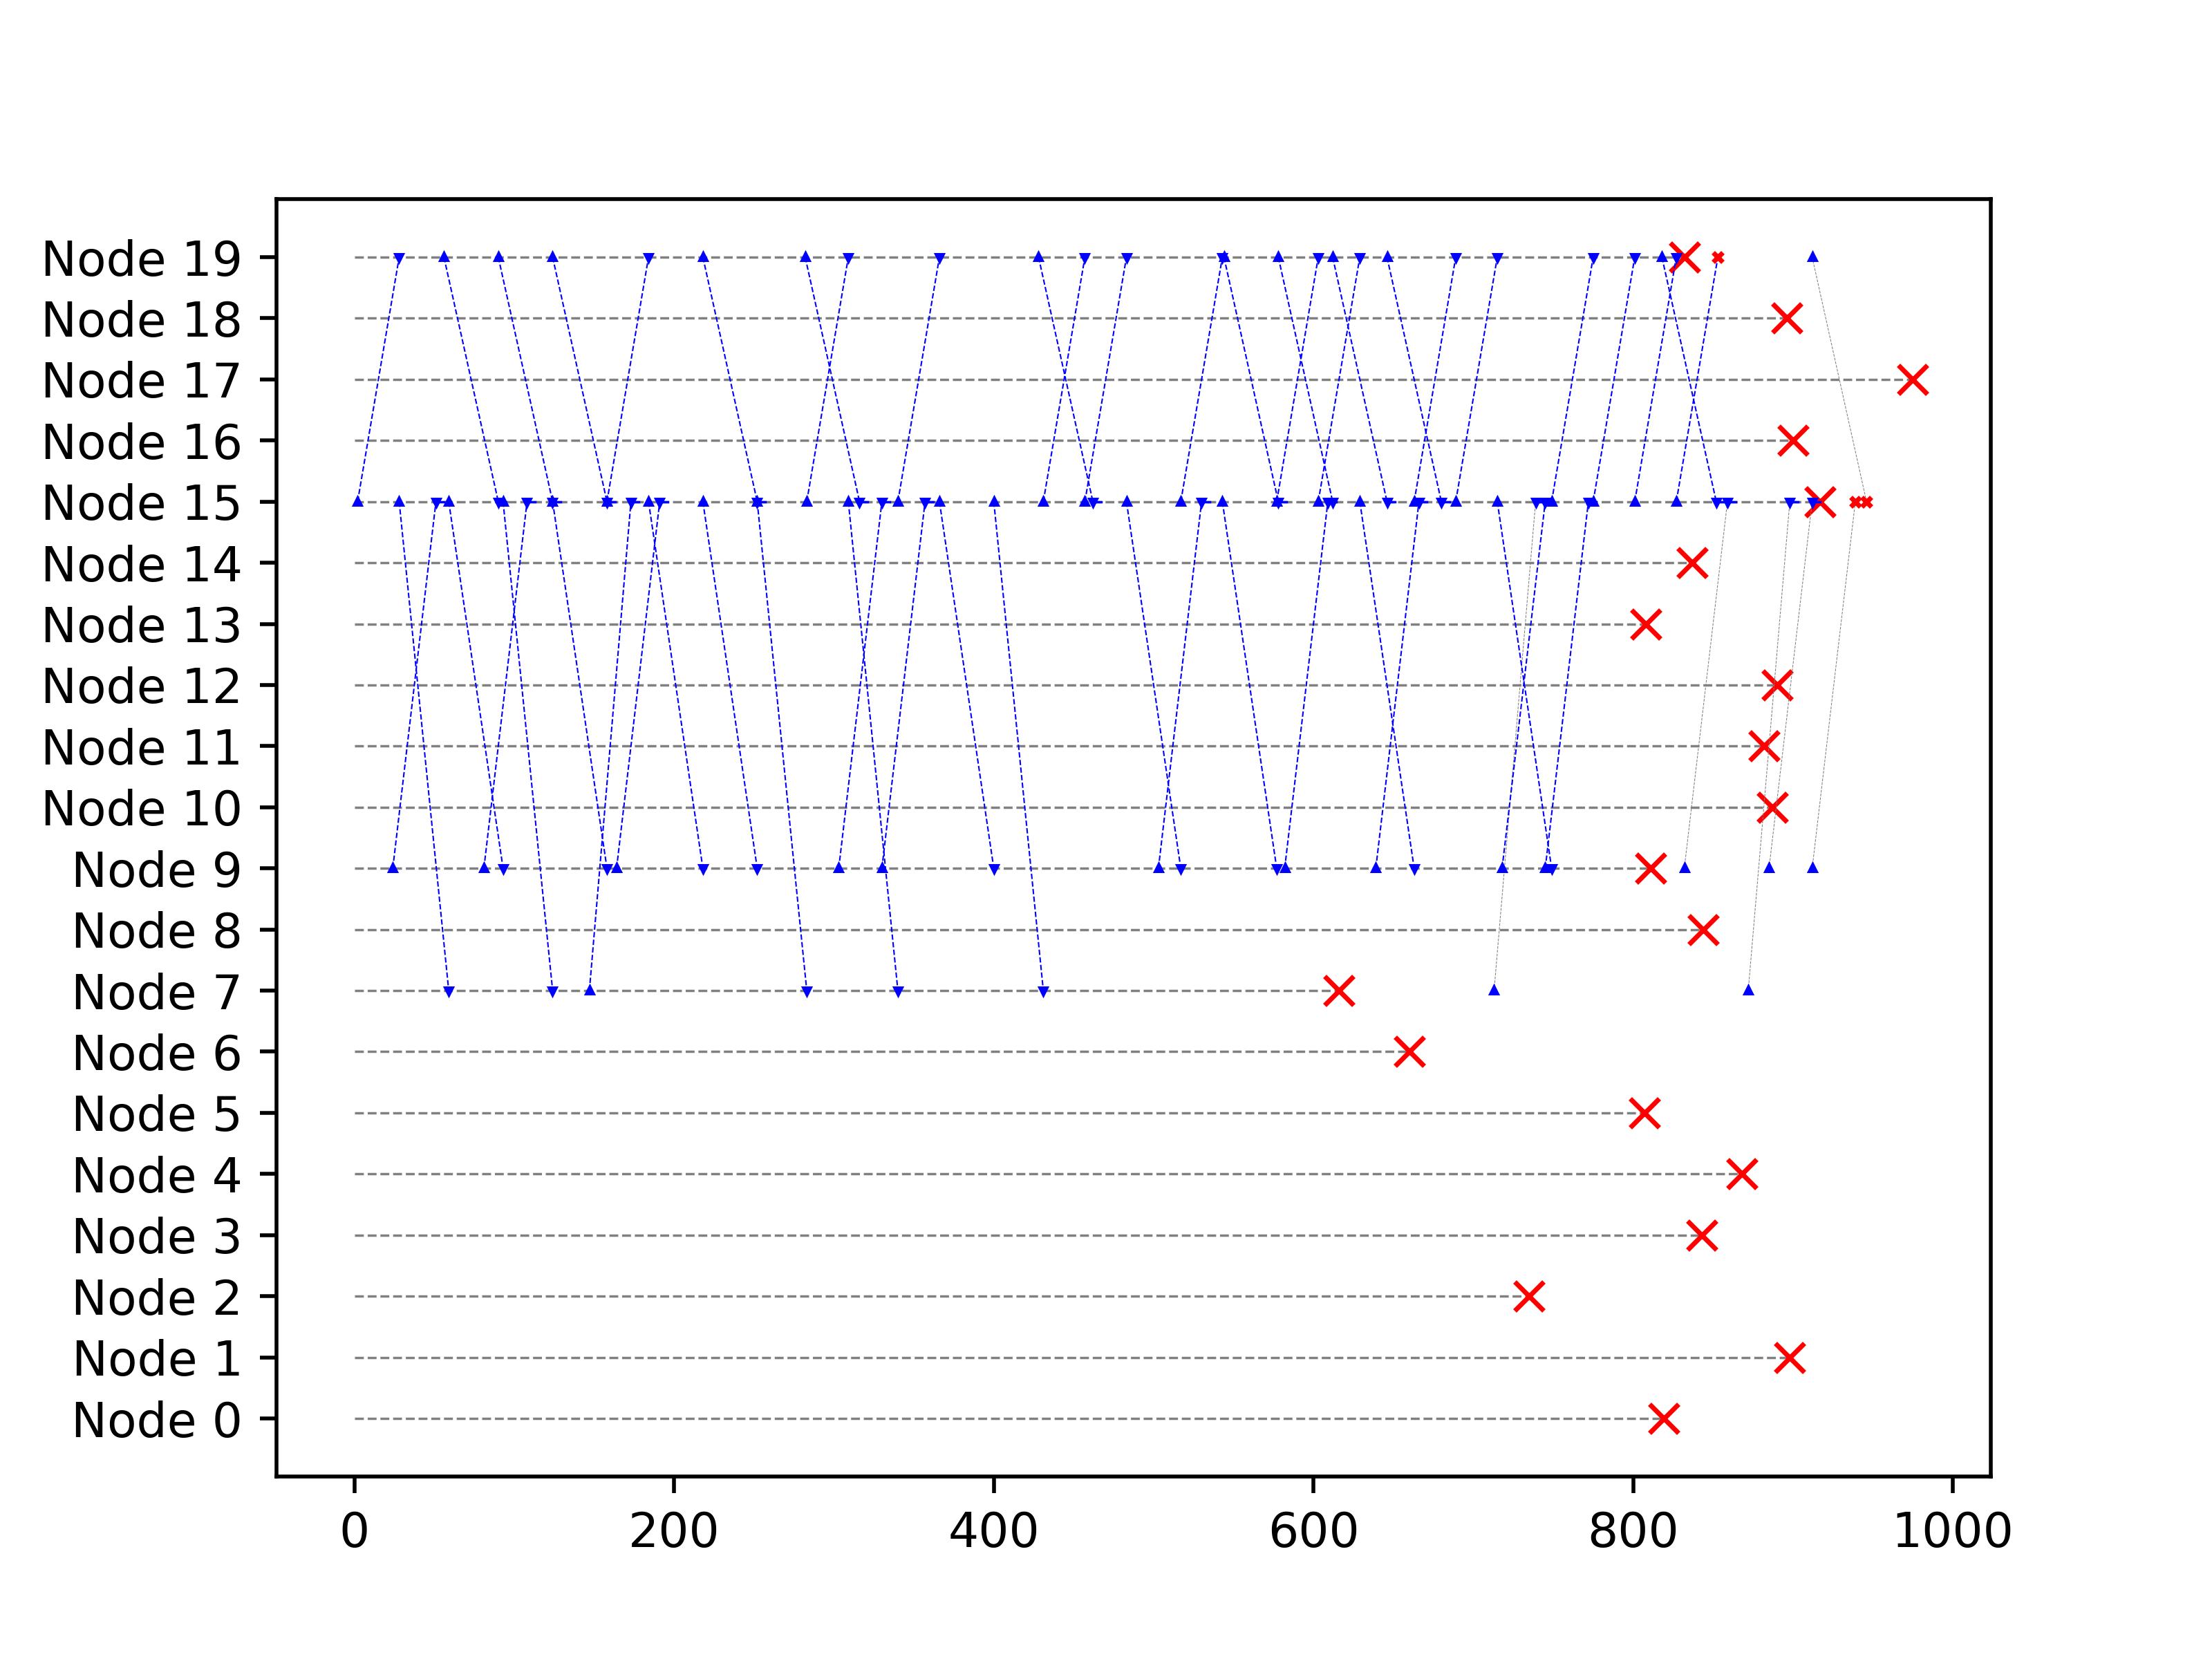 Node 19
Node 18
Node 17
Node 16
Node 15
Node 14
Node 13
Node 12
Node 11
Node 10
Node 9
Node 8
Node 7
Node 6
Node 5
Node 4
Node 3
Node 2
Node 1
Node 0
0 200 400 600 800 1000